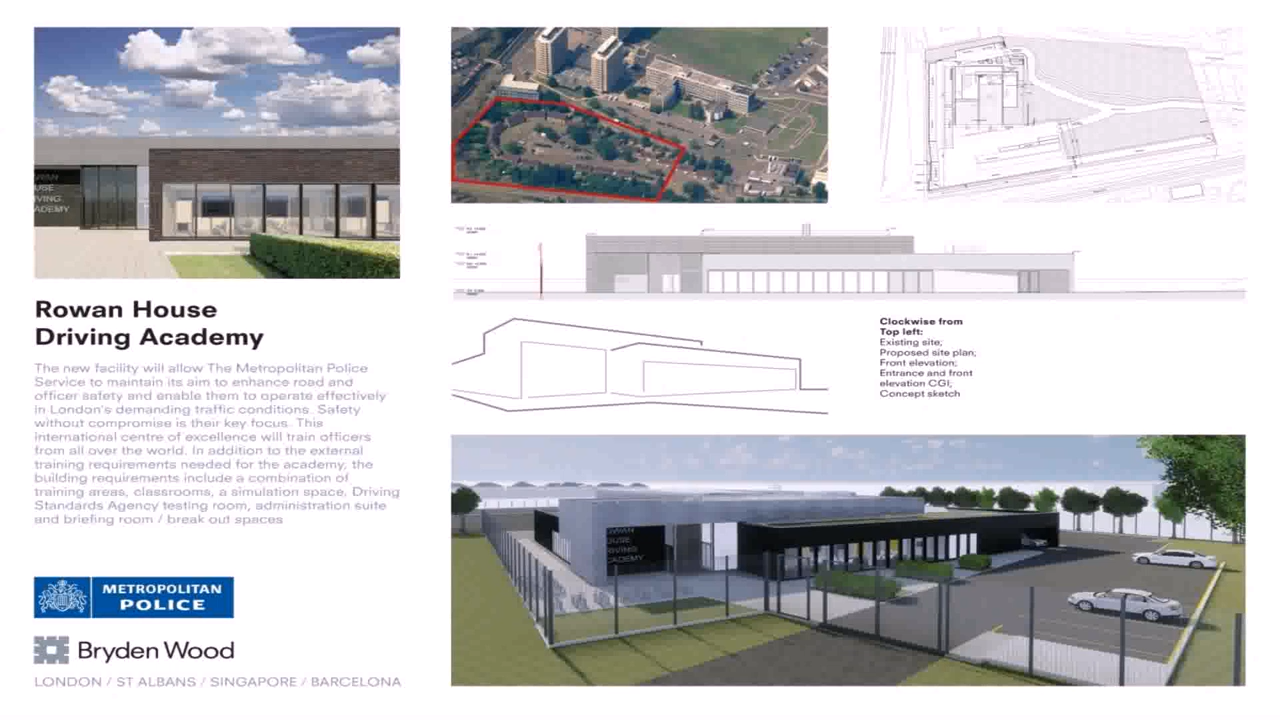 Rowan House
Driving Academy
The new facility will allow The Metropolitan Police
Service to maintain its aim to enhance road and
officer safety and enable them to operate effectively
in London's demanding traffic conditions. Safety
without compromise is their key focus. This
international centre of excellence will train officers
from all over the world. In addition to the external
training requirements needed for the academy, the
building requirements include a combination of
training areas, classrooms, a simulation space, Driving
Standards Agency testing room, administration suite
and briefing room / break out spaces
METROPOLITAN
POLICE
Bryden Wood
LONDON / ST ALBANS / SINGAPORE / BARCELONA
Clockwise from
Top left:
Existing site;
Proposed site plan;
Front elevation;
Entrance and front
elevation CGI;
Concept sketch